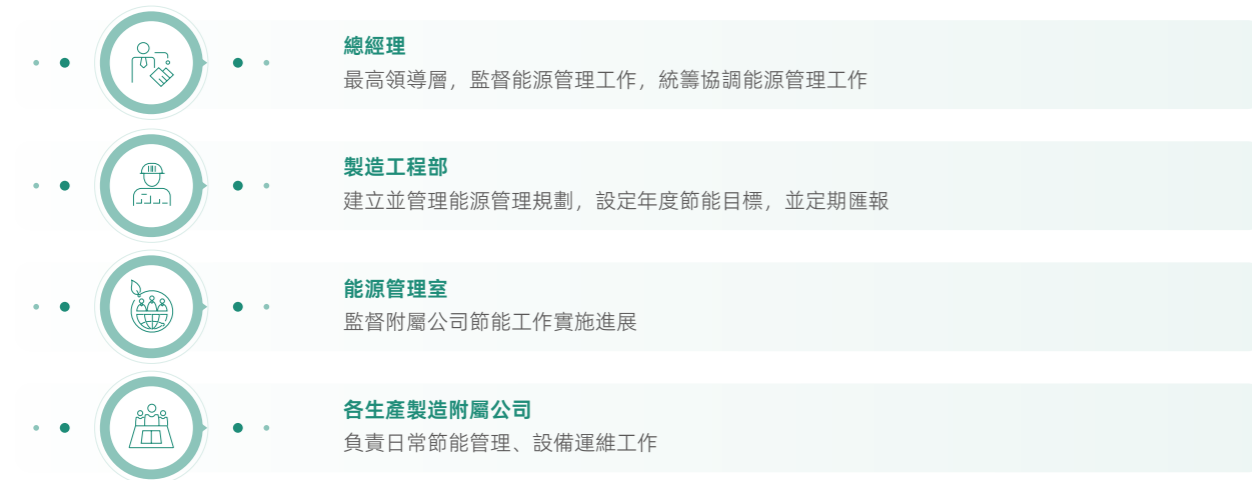 總經理
最高領導層，監督能源管理工作，統籌協調能源管理工作
製造工程部
建立並管理能源管理規劃，設定年度節能目標，並定期匯報
能源管理室
監督附屬公司節能工作實施進展
各生產製造附屬公司
負責日常節能管理、設備運維工作